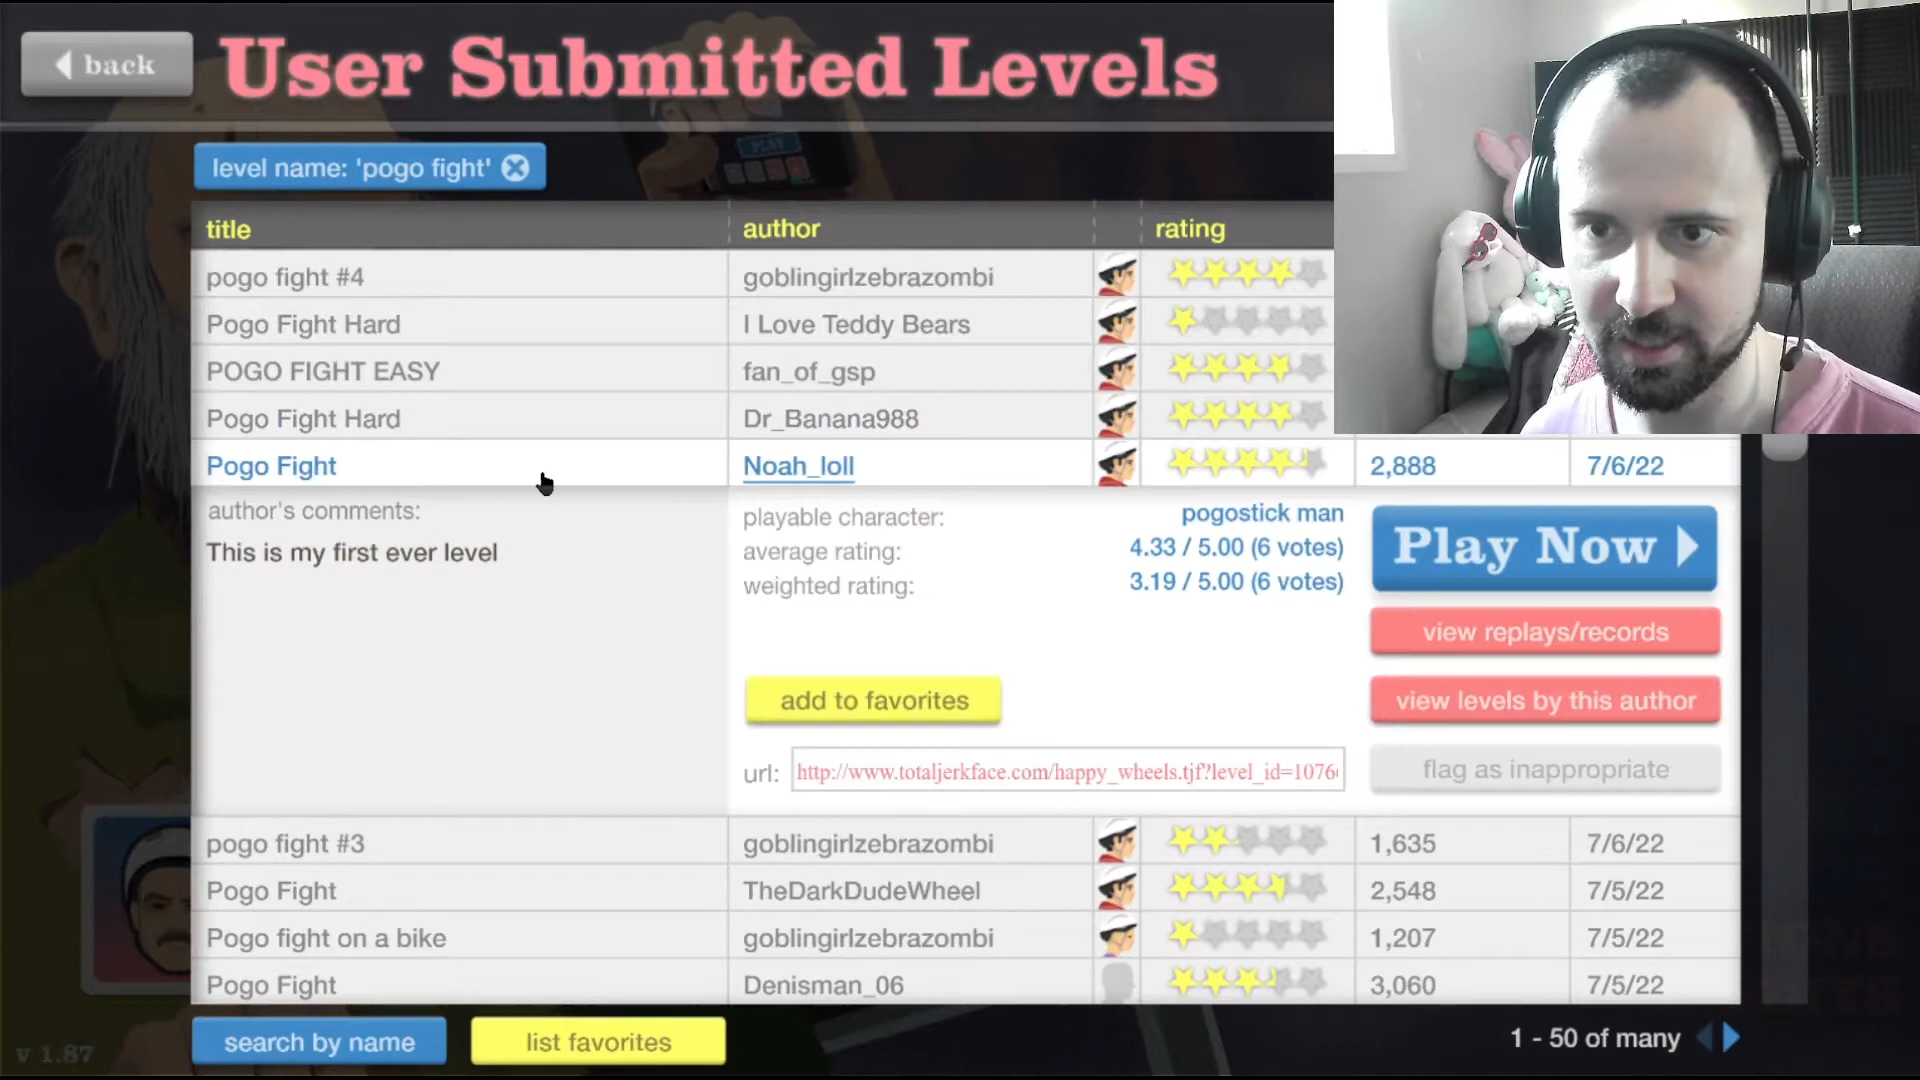 back
User Submitted Levels
level name: 'pogo fight'
title author rating
pogo fight #4 goblingirlzebrazombi
Pogo Fight Hard I Love Teddy Bears
POGO FIGHT EASY fan_of_gsp
Pogo Fight Hard Dr_Banana988
Pogo Fight Noah_loll 2,888 7/6/22
author's comments:
This is my first ever level
playable character: pogostick man
average rating: 4.33 / 5.00 (6 votes)
weighted rating: 3.19 / 5.00 (6 votes)
Play Now
view replays/records
add to favorites
view levels by this author
url: http://www.totaljerkface.com/happy_wheels.tjf?level_id=1076
flag as inappropriate
pogo fight #3 goblingirlzebrazombi 1,635 7/6/22
Pogo Fight TheDarkDudeWheel 2,548 7/5/22
Pogo fight on a bike goblingirlzebrazombi 1,207 7/5/22
Pogo Fight Denisman_06 3,060 7/5/22
search by name
list favorites
1 - 50 of many
v 1.87
PLAY